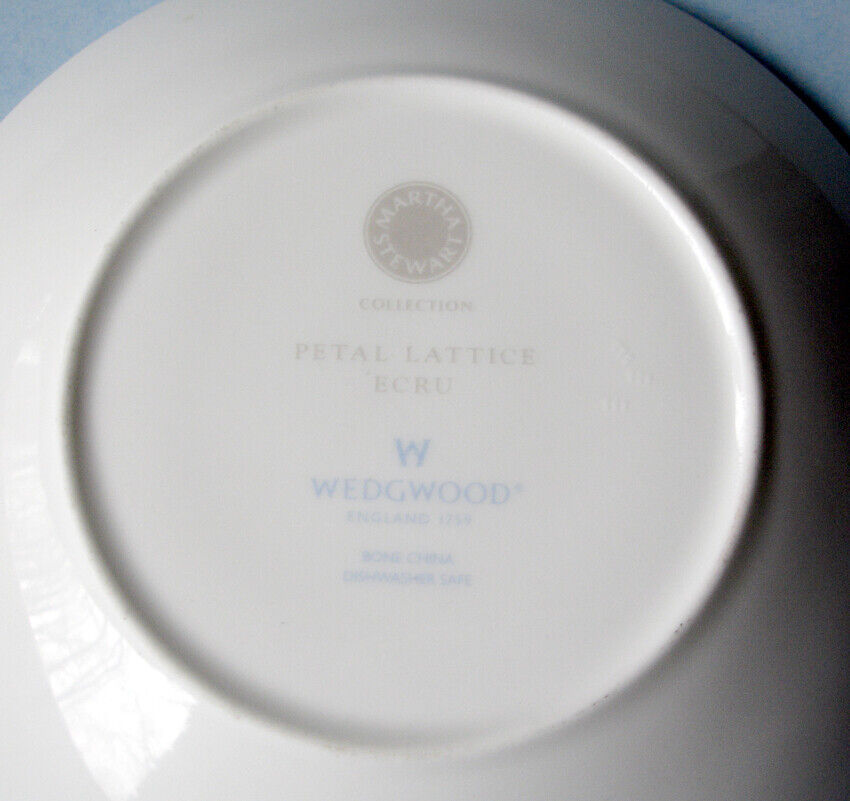 MARTHA
STEWART
COLLECTION
PETAL LATTICE
ECRU
W
WEDGWOOD®
ENGLAND 1759
BONE CHINA
DISHWASHER SAFE